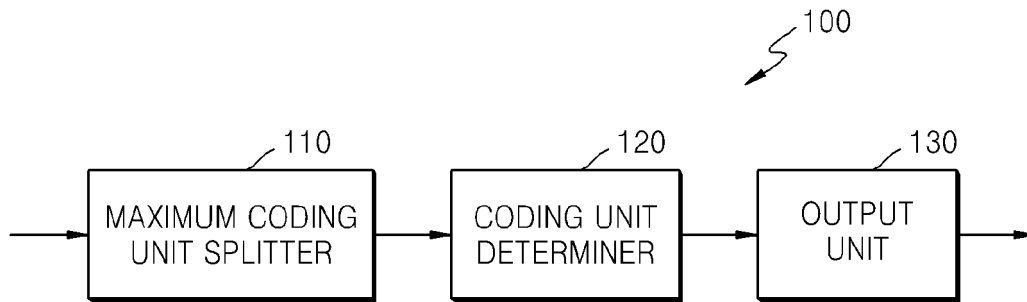 100
110
120
130
MAXIMUM CODING
UNIT SPLITTER
CODING UNIT
DETERMINER
OUTPUT
UNIT